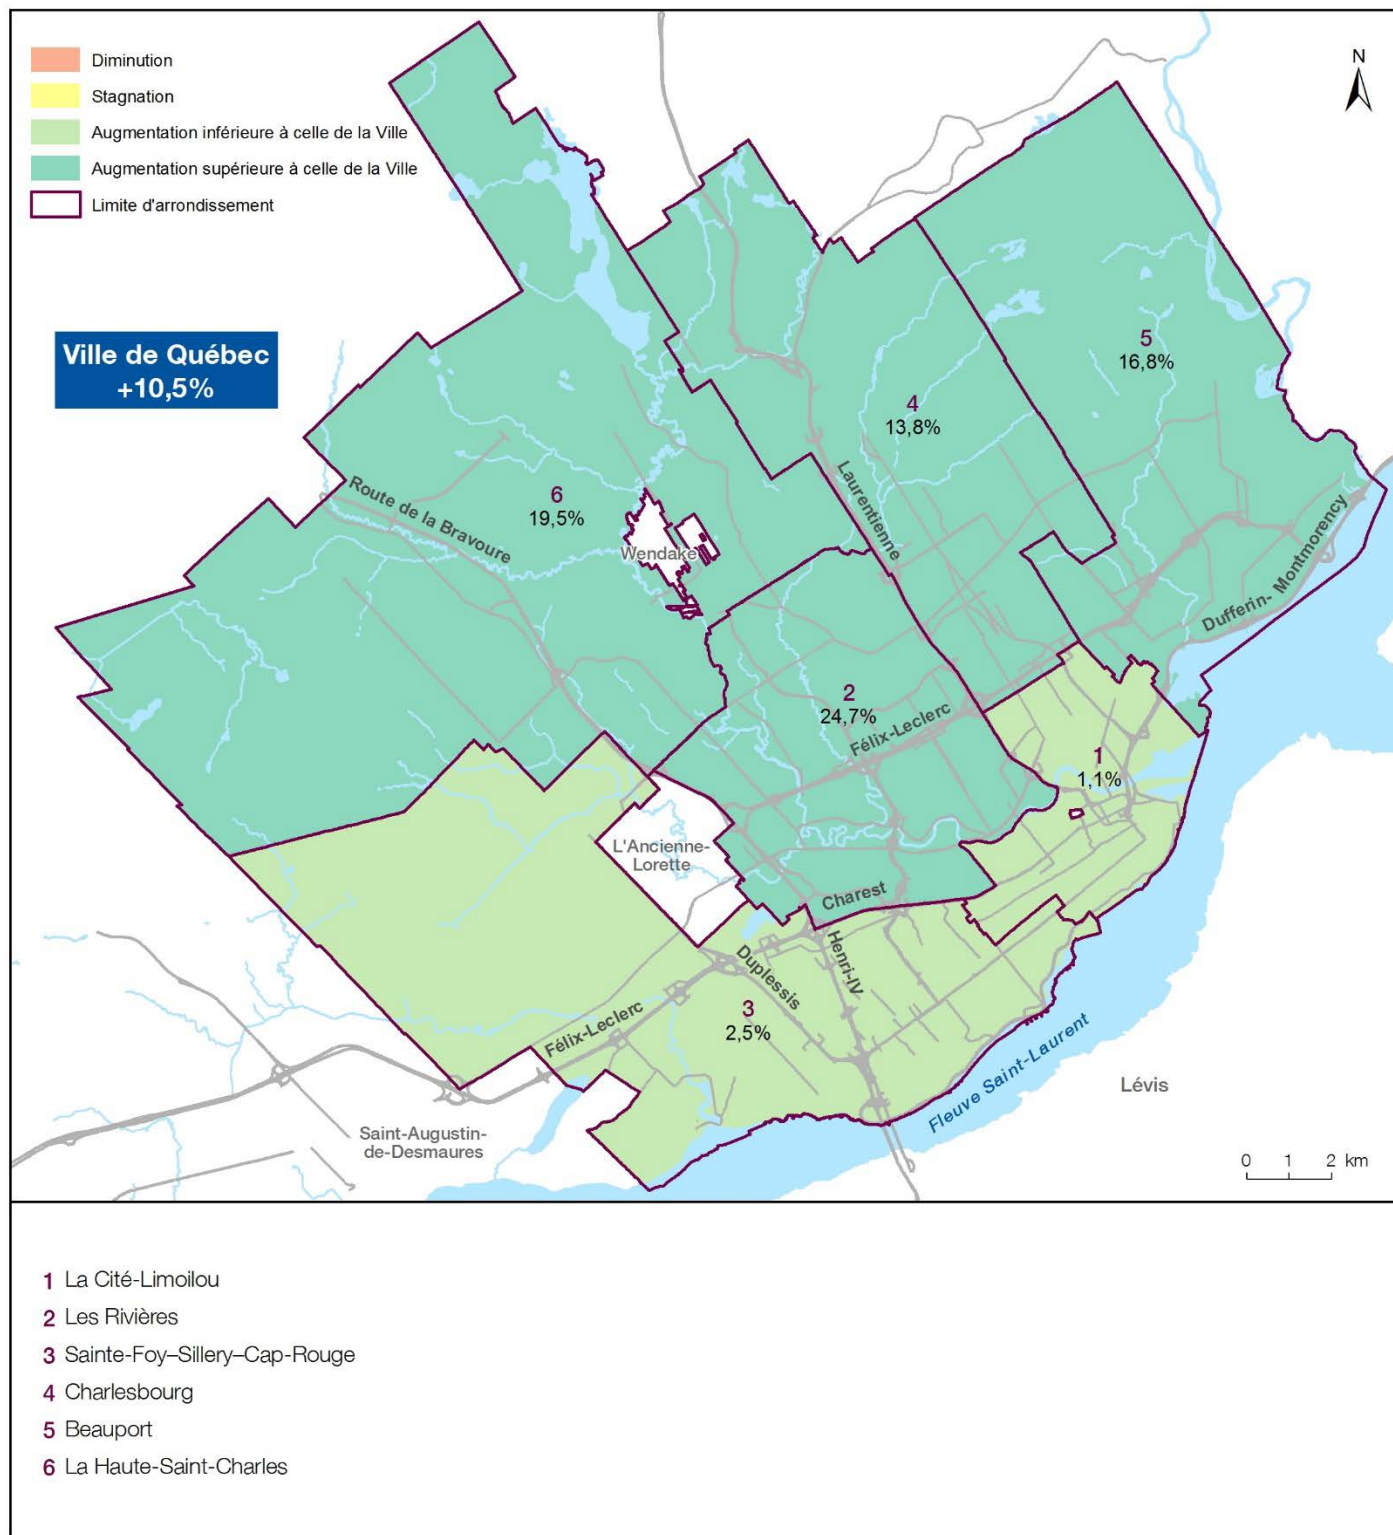 Diminution
Stagnation
Augmentation inférieure à celle de la Ville
Augmentation supérieure à celle de la Ville
Limite d'arrondissement
N
Ville de Québec
+10,5%
5
16,8%
4
13,8%
6
19,5%
Route de la Bravoure
Wendake
Laurentienne
Dufferin- Montmorency
2
24,7%
Félix-Leclerc
1
1,1%
L'Ancienne-
Lorette
Charest
Henri-IV
Duplessis
3
2,5%
Félix-Leclerc
Fleuve Saint-Laurent
Lévis
Saint-Augustin-
de-Desmaures
0 1 2 km
1 La Cité-Limoilou
2 Les Rivières
3 Sainte-Foy–Sillery–Cap-Rouge
4 Charlesbourg
5 Beauport
6 La Haute-Saint-Charles